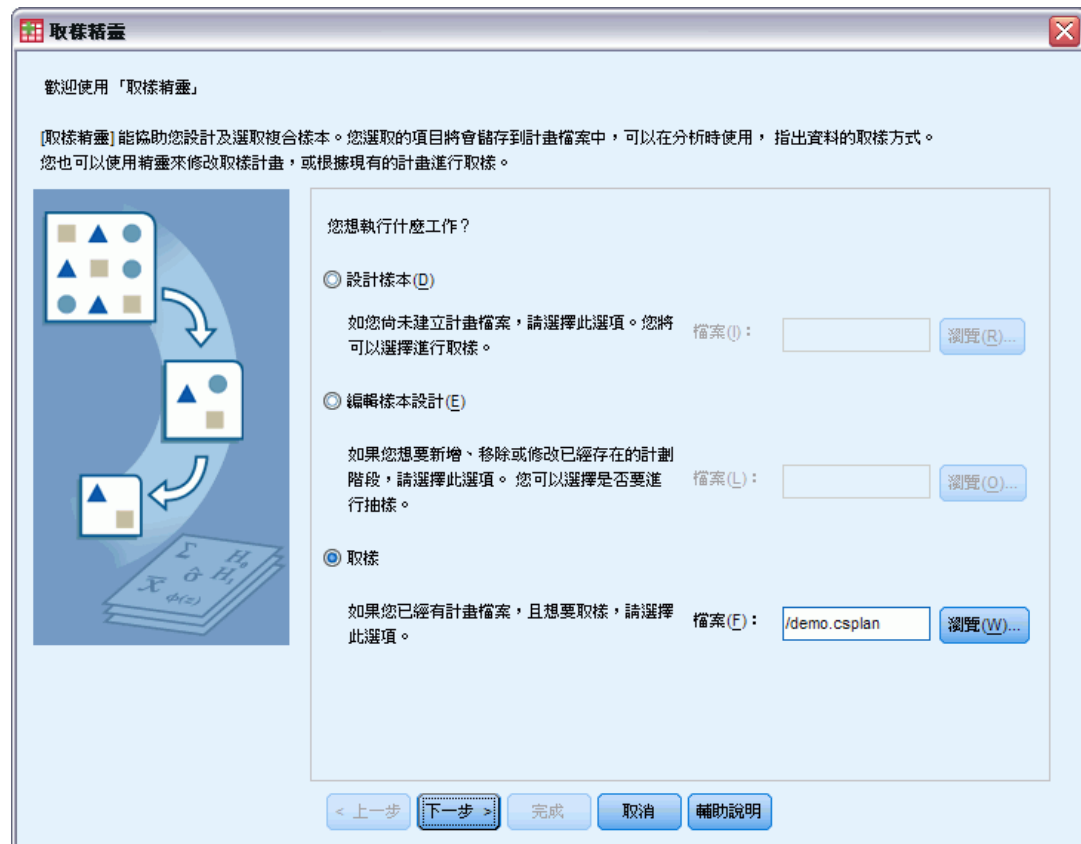 取樣精靈
歡迎使用「取樣精靈」
[取樣精靈] 能協助您設計及選取複合樣本。您選取的項目將會儲存到計畫檔案中，可以在分析時使用， 指出資料的取樣方式。
您也可以使用精靈來修改取樣計畫，或根據現有的計畫進行取樣。
您想執行什麼工作？
設計樣本(D)
如您尚未建立計畫檔案，請選擇此選項。您將
可以選擇進行取樣。
檔案(I)：
瀏覽(R)...
編輯樣本設計(E)
如果您想要新增、移除或修改已經存在的計劃
階段，請選擇此選項。 您可以選擇是否要進
行抽樣。
檔案(L)：
瀏覽(O)...
取樣
如果您已經有計畫檔案，且想要取樣，請選擇
此選項。
檔案(F)：
/demo.csplan
瀏覽(W)...
Σ H₀
X̄ σ̂ H₁
ϕ(z)
< 上一步 下一步 > 完成 取消 輔助說明